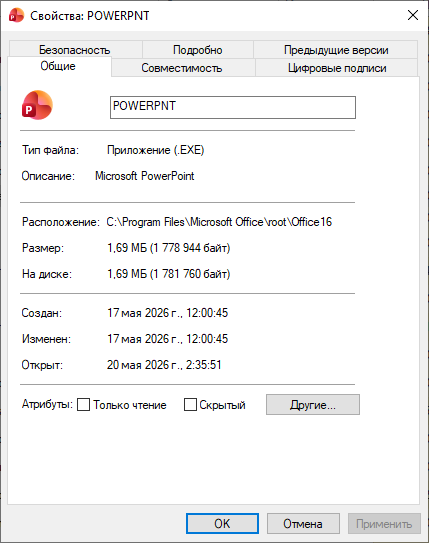 Свойства: POWERPNT
Безопасность Подробно Предыдущие версии
Общие Совместимость Цифровые подписи
P
POWERPNT
Тип файла: Приложение (.EXE)
Описание: Microsoft PowerPoint
Расположение: C:\Program Files\Microsoft Office\root\Office16
Размер: 1,69 МБ (1 778 944 байт)
На диске: 1,69 МБ (1 781 760 байт)
Создан: 17 мая 2026 г., 12:00:45
Изменен: 17 мая 2026 г., 12:00:45
Открыт: 20 мая 2026 г., 2:35:51
Атрибуты: Только чтение Скрытый Другие...
OK Отмена Применить